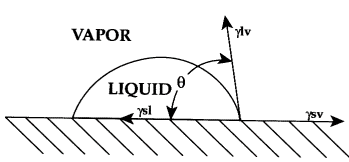 VAPOR
γlv
LIQUID θ
γsl
γsv